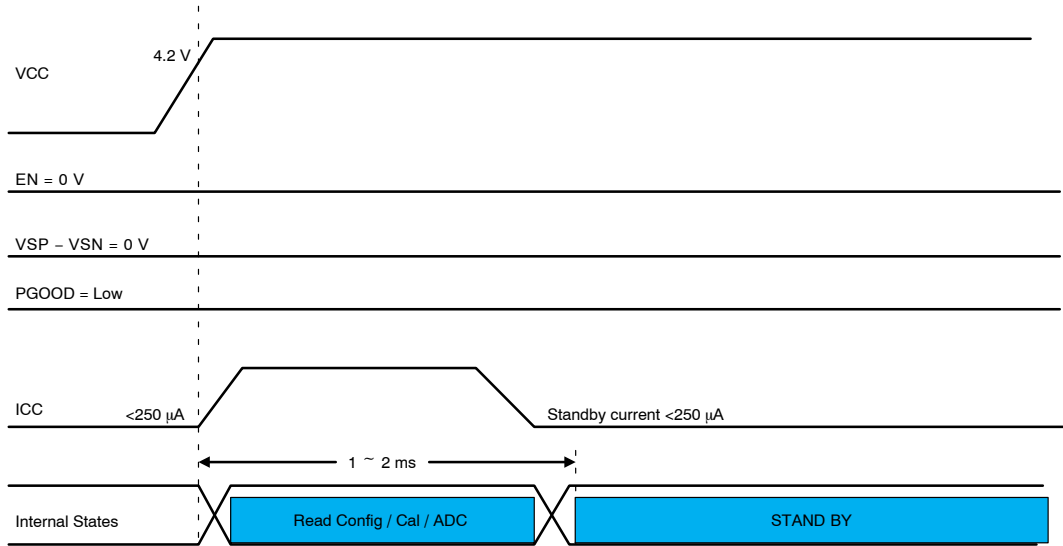 4.2 V
VCC
EN = 0 V
VSP − VSN = 0 V
PGOOD = Low
ICC
<250 μA
Standby current <250 μA
1 ~ 2 ms
Internal States
Read Config / Cal / ADC
STAND BY